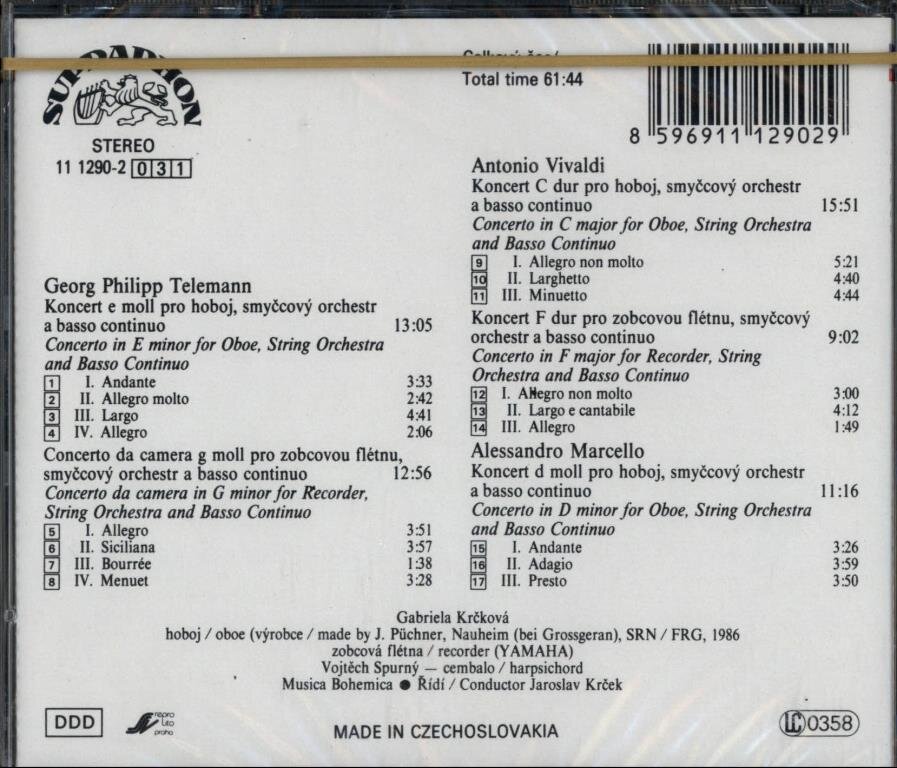 SUPRAPHON
STEREO
11 1290-2 031
Total time 61:44
8 596911 129029
Georg Philipp Telemann
Koncert e moll pro hoboj, smyčcový orchestr
a basso continuo 13:05
Concerto in E minor for Oboe, String Orchestra
and Basso Continuo
1 I. Andante 3:33
2 II. Allegro molto 2:42
3 III. Largo 4:41
4 IV. Allegro 2:06
Concerto da camera g moll pro zobcovou flétnu,
smyčcový orchestr a basso continuo 12:56
Concerto da camera in G minor for Recorder,
String Orchestra and Basso Continuo
5 I. Allegro 3:51
6 II. Siciliana 3:57
7 III. Bourrée 1:38
8 IV. Menuet 3:28
Antonio Vivaldi
Koncert C dur pro hoboj, smyčcový orchestr
a basso continuo 15:51
Concerto in C major for Oboe, String Orchestra
and Basso Continuo
9 I. Allegro non molto 5:21
10 II. Larghetto 4:40
11 III. Minuetto 4:44
Koncert F dur pro zobcovou flétnu, smyčcový
orchestr a basso continuo 9:02
Concerto in F major for Recorder, String
Orchestra and Basso Continuo
12 I. Allegro non molto 3:00
13 II. Largo e cantabile 4:12
14 III. Allegro 1:49
Alessandro Marcello
Koncert d moll pro hoboj, smyčcový orchestr
a basso continuo 11:16
Concerto in D minor for Oboe, String Orchestra
and Basso Continuo
15 I. Andante 3:26
16 II. Adagio 3:59
17 III. Presto 3:50
Gabriela Krčková
hoboj / oboe (výrobce / made by J. Püchner, Nauheim (bei Grossgeran), SRN / FRG, 1986
zobcová flétna / recorder (YAMAHA)
Vojtěch Spurný — cembalo / harpsichord
Musica Bohemica ● Řídí / Conductor Jaroslav Krček
DDD
repro
lito
praha
MADE IN CZECHOSLOVAKIA
LC 0358